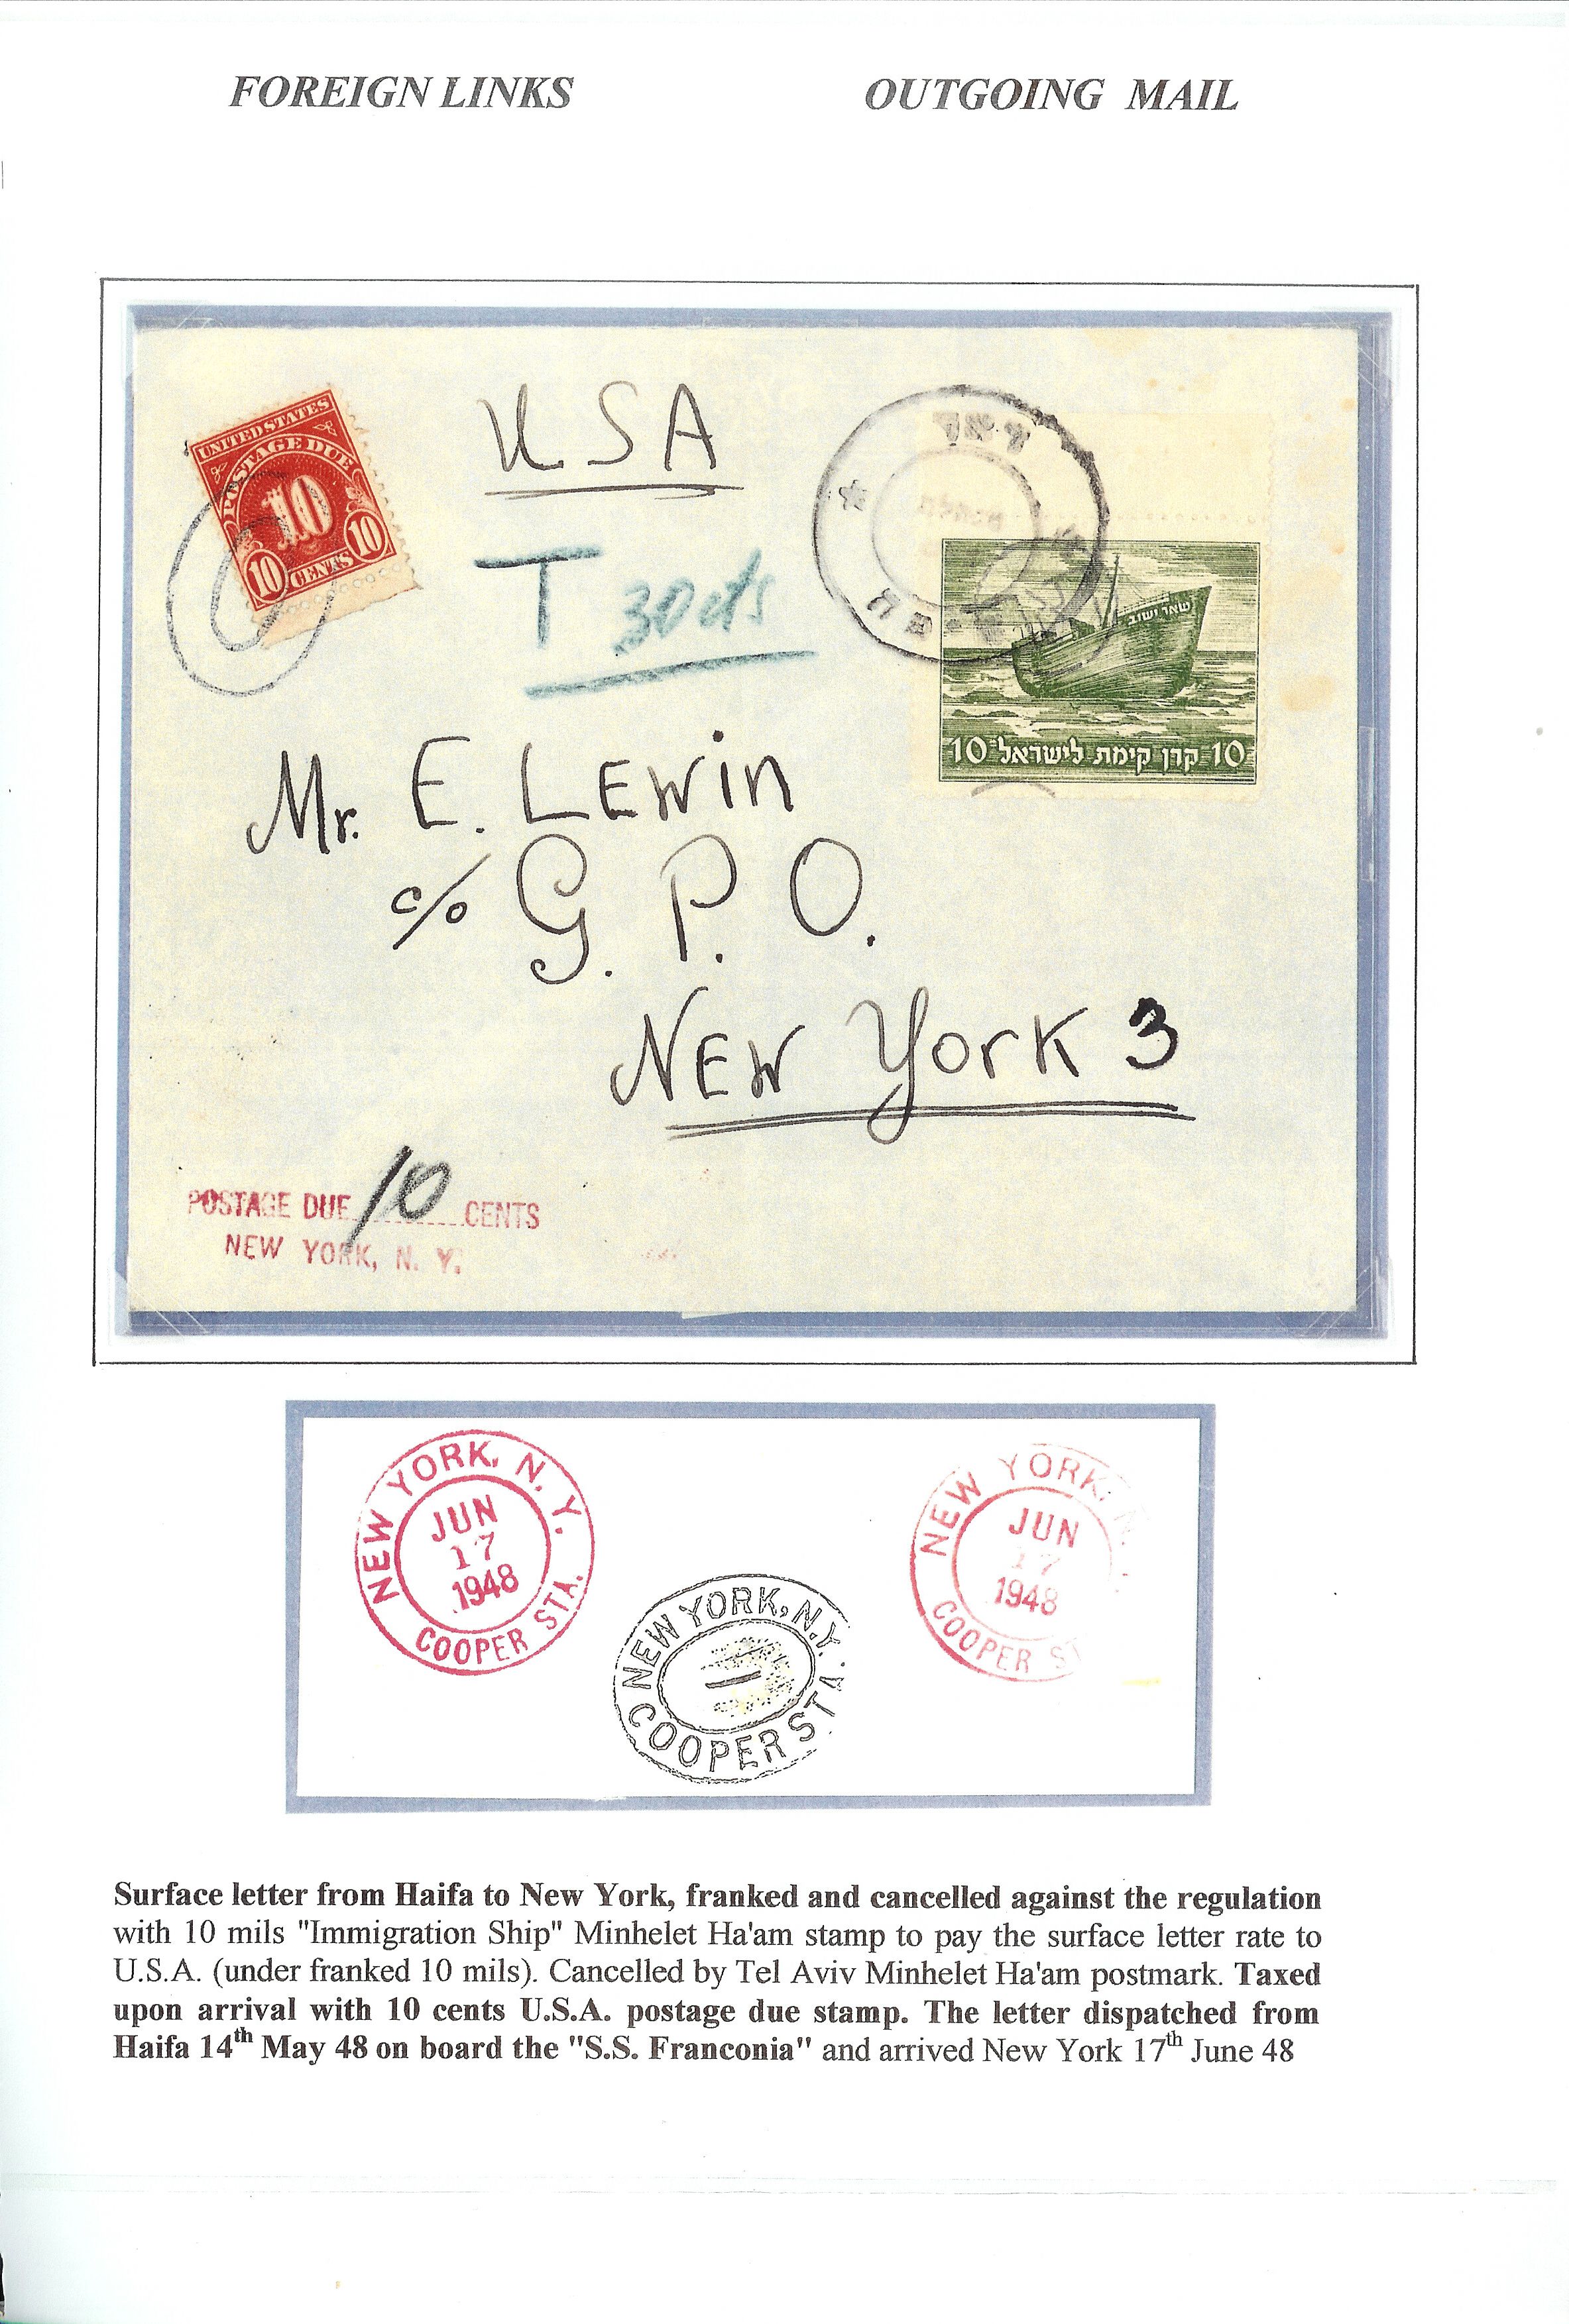 FOREIGN LINKS
OUTGOING MAIL
UNITED STATES
POSTAGE DUE
10
10 CENTS 10
USA
T 30 cts
דאר
שאר ישוב
10 קרן קימת לישראל 10
Mr. E. LEWIN
c/o G. P. O.
NEW YORK 3
POSTAGE DUE 10 CENTS
NEW YORK, N. Y.
NEW YORK, N. Y.
JUN
17
1948
COOPER STA.
NEW YORK, N.Y.
COOPER STA.
NEW YORK, N.
JUN
17
1948
COOPER ST
Surface letter from Haifa to New York, franked and cancelled against the regulation
with 10 mils "Immigration Ship" Minhelet Ha'am stamp to pay the surface letter rate to
U.S.A. (under franked 10 mils). Cancelled by Tel Aviv Minhelet Ha'am postmark. Taxed
upon arrival with 10 cents U.S.A. postage due stamp. The letter dispatched from
Haifa 14th May 48 on board the "S.S. Franconia" and arrived New York 17th June 48